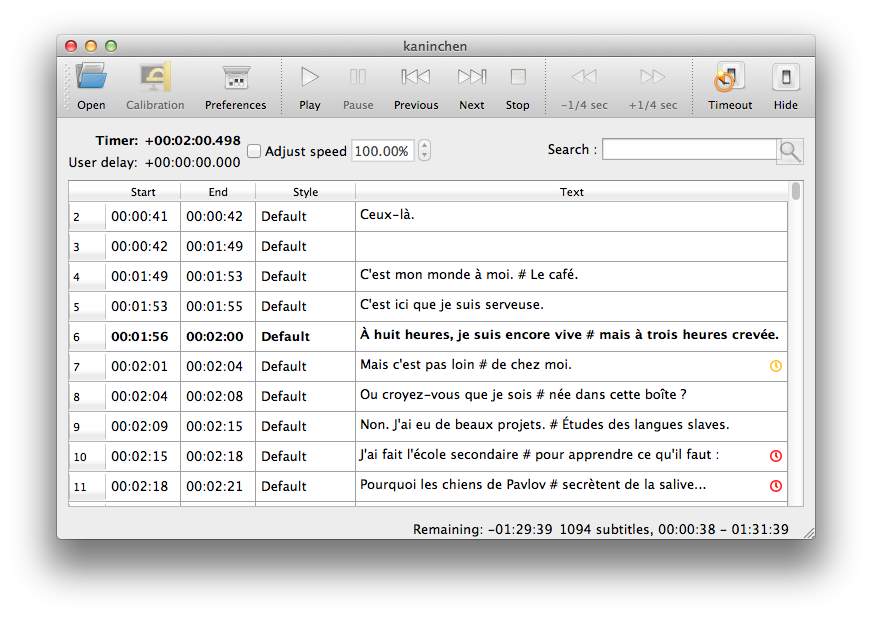 kaninchen
Open Calibration Preferences Play Pause Previous Next Stop -1/4 sec +1/4 sec Timeout Hide
Timer: +00:02:00.498
User delay: +00:00:00.000
Adjust speed 100.00%
Search :
Start End Style Text
2 00:00:41 00:00:42 Default Ceux-là.
3 00:00:42 00:01:49 Default
4 00:01:49 00:01:53 Default C'est mon monde à moi. # Le café.
5 00:01:53 00:01:55 Default C'est ici que je suis serveuse.
6 00:01:56 00:02:00 Default À huit heures, je suis encore vive # mais à trois heures crevée.
7 00:02:01 00:02:04 Default Mais c'est pas loin # de chez moi.
8 00:02:04 00:02:08 Default Ou croyez-vous que je sois # née dans cette boîte ?
9 00:02:09 00:02:15 Default Non. J'ai eu de beaux projets. # Études des langues slaves.
10 00:02:15 00:02:18 Default J'ai fait l'école secondaire # pour apprendre ce qu'il faut :
11 00:02:18 00:02:21 Default Pourquoi les chiens de Pavlov # secrètent de la salive...
Remaining: -01:29:39 1094 subtitles, 00:00:38 - 01:31:39